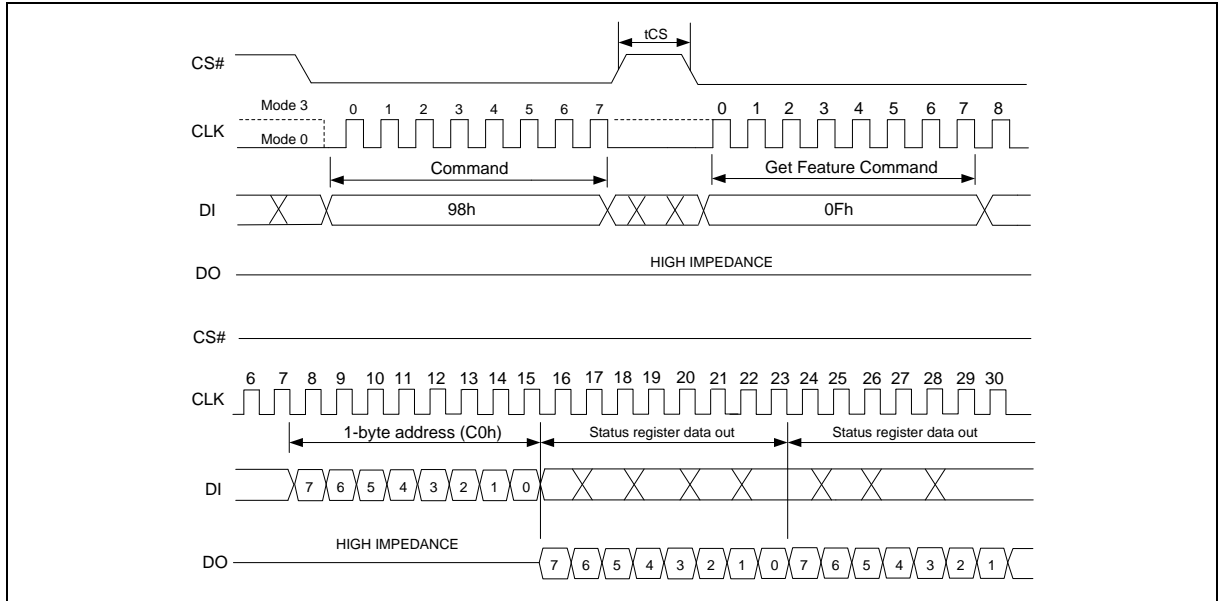 tCS
CS#
Mode 3
0 1 2 3 4 5 6 7 0 1 2 3 4 5 6 7 8
CLK
Mode 0
Command Get Feature Command
DI 98h 0Fh
HIGH IMPEDANCE
DO
CS#
6 7 8 9 10 11 12 13 14 15 16 17 18 19 20 21 22 23 24 25 26 27 28 29 30
CLK
1-byte address (C0h) Status register data out Status register data out
DI 7 6 5 4 3 2 1 0
HIGH IMPEDANCE
DO 7 6 5 4 3 2 1 0 7 6 5 4 3 2 1